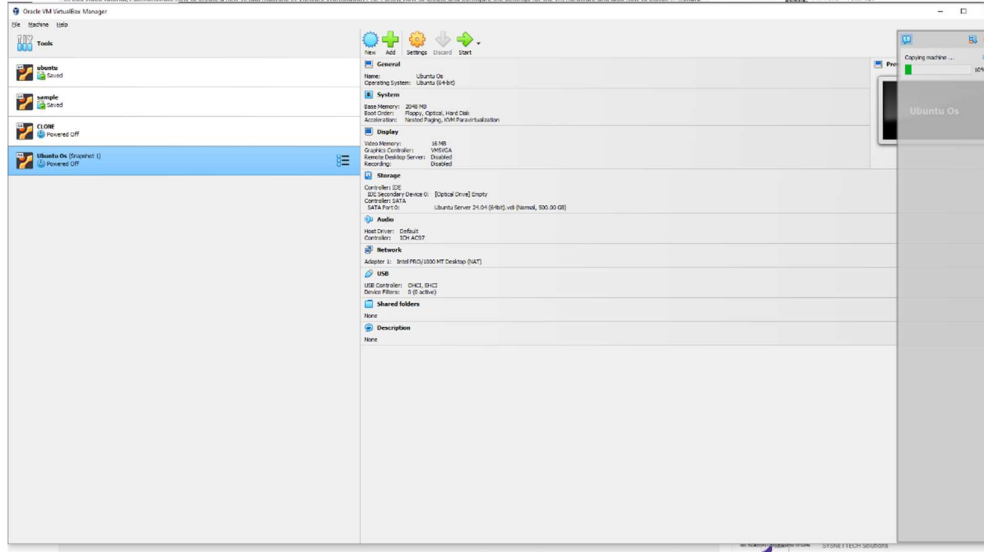 Oracle VM VirtualBox Manager
File Machine Help
Tools
New Add Settings Discard Start
ubuntu
Saved
sample
Saved
CLONE
Powered Off
Ubuntu Os (Snapshot 1)
Powered Off
General
Name: Ubuntu Os
Operating System: Ubuntu (64-bit)
System
Base Memory: 2048 MB
Boot Order: Floppy, Optical, Hard Disk
Acceleration: Nested Paging, KVM Paravirtualization
Display
Video Memory: 16 MB
Graphics Controller: VMSVGA
Remote Desktop Server: Disabled
Recording: Disabled
Storage
Controller: IDE
IDE Secondary Device 0: [Optical Drive] Empty
Controller: SATA
SATA Port 0: Ubuntu Server 24.04 (64bit).vdi (Normal, 500.00 GB)
Audio
Host Driver: Default
Controller: ICH AC97
Network
Adapter 1: Intel PRO/1000 MT Desktop (NAT)
USB
USB Controller: OHCI, EHCI
Device Filters: 0 (0 active)
Shared folders
None
Description
None
Pre
Copying machine ...
10%
Ubuntu Os
SYGNETTECH Solutions